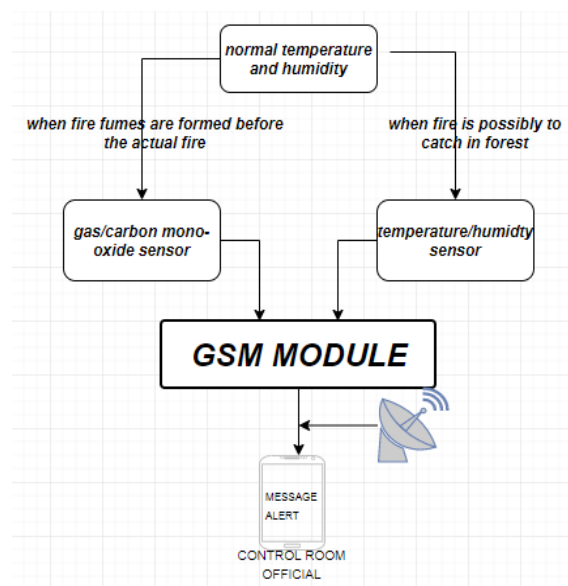 normal temperature
and humidity
when fire fumes are formed before
the actual fire
when fire is possibly to
catch in forest
gas/carbon mono-
oxide sensor
temperature/humidty
sensor
GSM MODULE
MESSAGE
ALERT
CONTROL ROOM
OFFICIAL